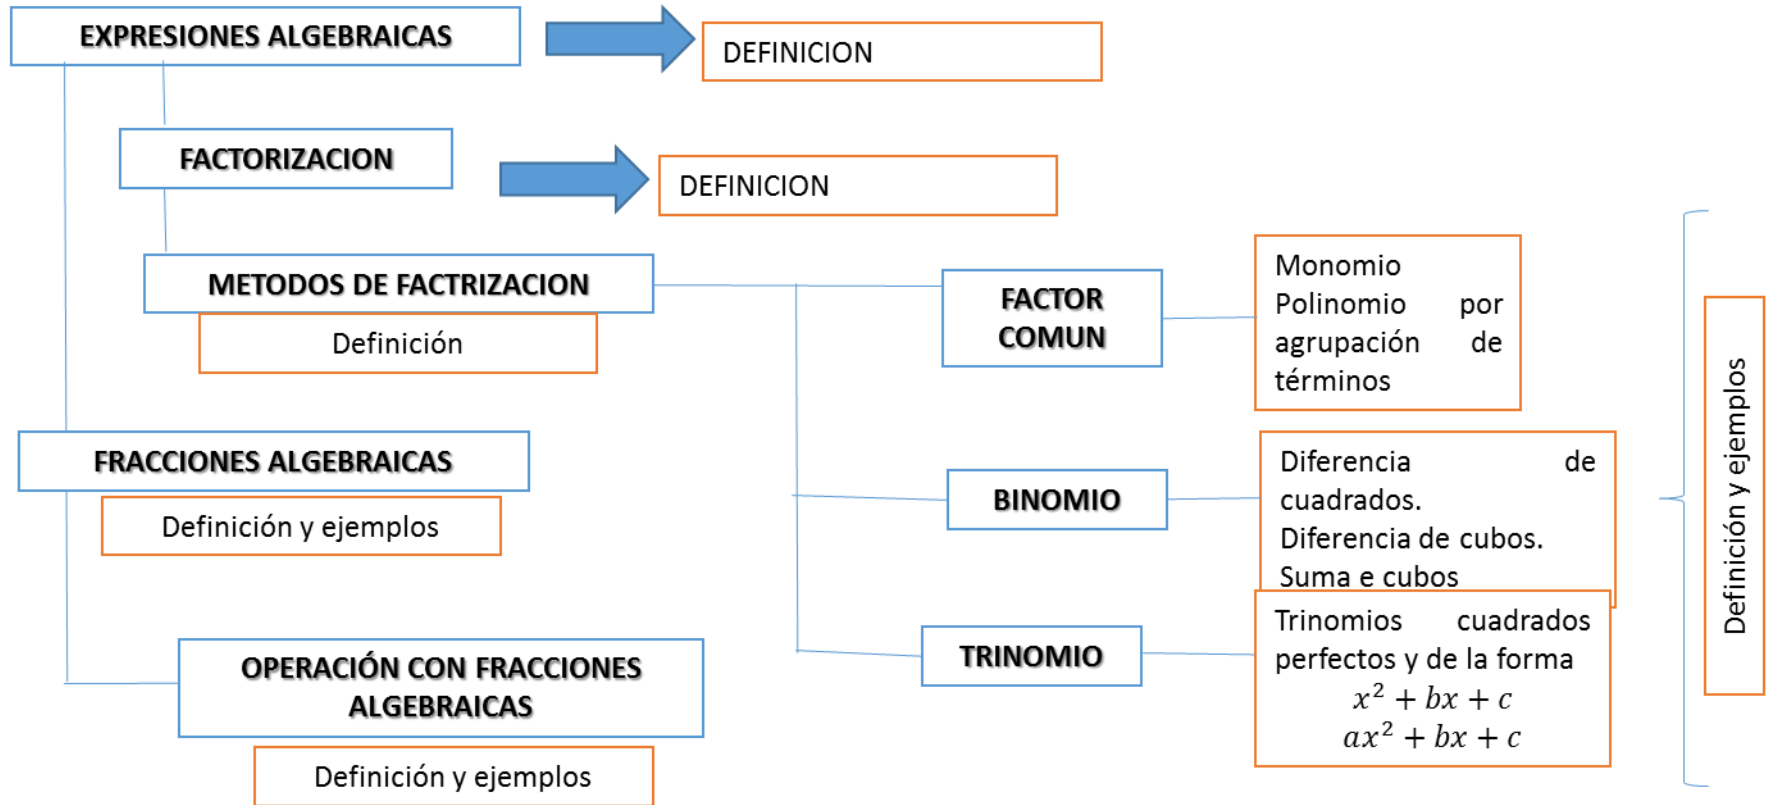 EXPRESIONES ALGEBRAICAS
DEFINICION
FACTORIZACION
DEFINICION
METODOS DE FACTRIZACION
Definición
FACTOR
COMUN
Monomio
Polinomio por
agrupación de
términos
FRACCIONES ALGEBRAICAS
Definición y ejemplos
BINOMIO
Diferencia de
cuadrados.
Diferencia de cubos.
Suma e cubos
OPERACIÓN CON FRACCIONES
ALGEBRAICAS
Definición y ejemplos
TRINOMIO
Trinomios cuadrados
perfectos y de la forma
x² + bx + c
ax² + bx + c
Definición y ejemplos